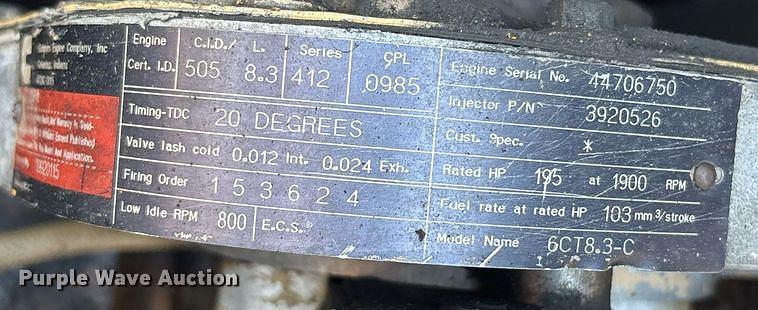 Engine Company, Inc
Engine Cert. I.D.
C.I.D./ L.
505 8.3
Series
412
CPL
0985
Timing-TDC 20 DEGREES
Valve lash cold 0.012 Int. 0.024 Exh.
Firing Order 1 5 3 6 2 4
Low Idle RPM 800 E.C.S.
Engine Serial No. 44706750
Injector P/N 3920526
Cust. Spec. *
Rated HP 195 at 1900 RPM
Fuel rate at rated HP 103 mm³/stroke
Model Name 6CT8.3-C
Purple Wave Auction